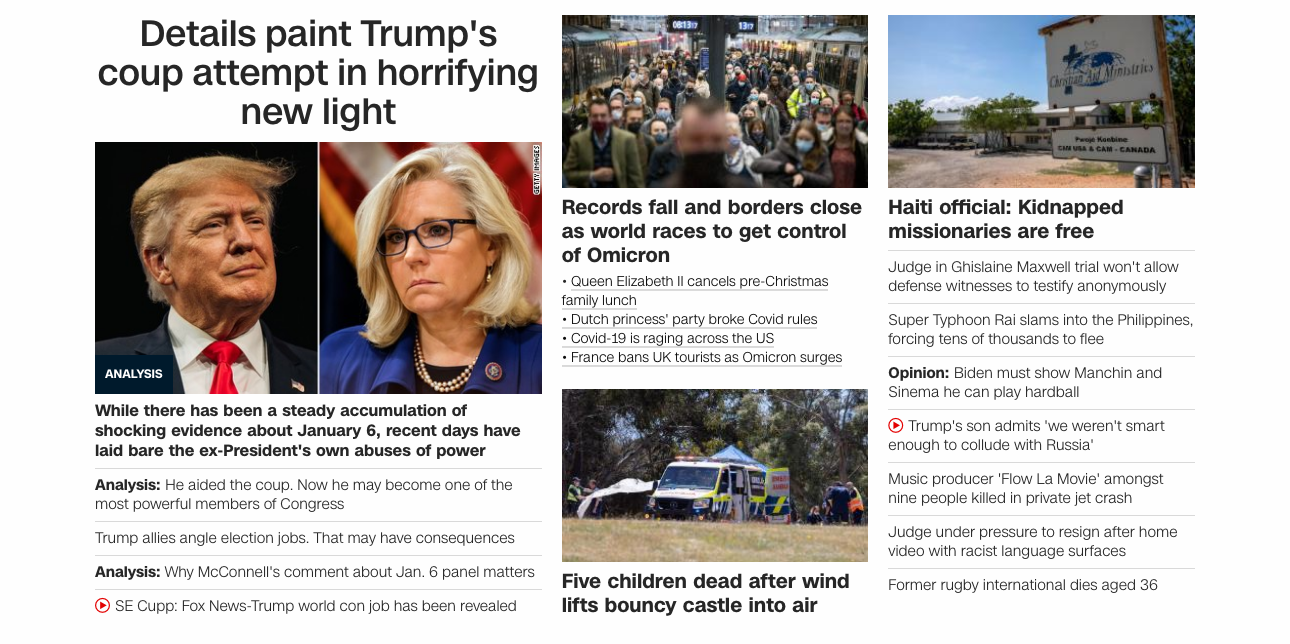 Details paint Trump's
coup attempt in horrifying
new light
GETTY IMAGES
ANALYSIS
While there has been a steady accumulation of
shocking evidence about January 6, recent days have
laid bare the ex-President's own abuses of power
Analysis: He aided the coup. Now he may become one of the
most powerful members of Congress
Trump allies angle election jobs. That may have consequences
Analysis: Why McConnell's comment about Jan. 6 panel matters
SE Cupp: Fox News-Trump world con job has been revealed
08:13:17
13:17
Records fall and borders close
as world races to get control
of Omicron
• Queen Elizabeth II cancels pre-Christmas
family lunch
• Dutch princess' party broke Covid rules
• Covid-19 is raging across the US
• France bans UK tourists as Omicron surges
Five children dead after wind
lifts bouncy castle into air
Christian Aid Ministries
Pwoje Kretyen
CAM USA & CAM - CANADA
Haiti official: Kidnapped
missionaries are free
Judge in Ghislaine Maxwell trial won't allow
defense witnesses to testify anonymously
Super Typhoon Rai slams into the Philippines,
forcing tens of thousands to flee
Opinion: Biden must show Manchin and
Sinema he can play hardball
Trump's son admits 'we weren't smart
enough to collude with Russia'
Music producer 'Flow La Movie' amongst
nine people killed in private jet crash
Judge under pressure to resign after home
video with racist language surfaces
Former rugby international dies aged 36